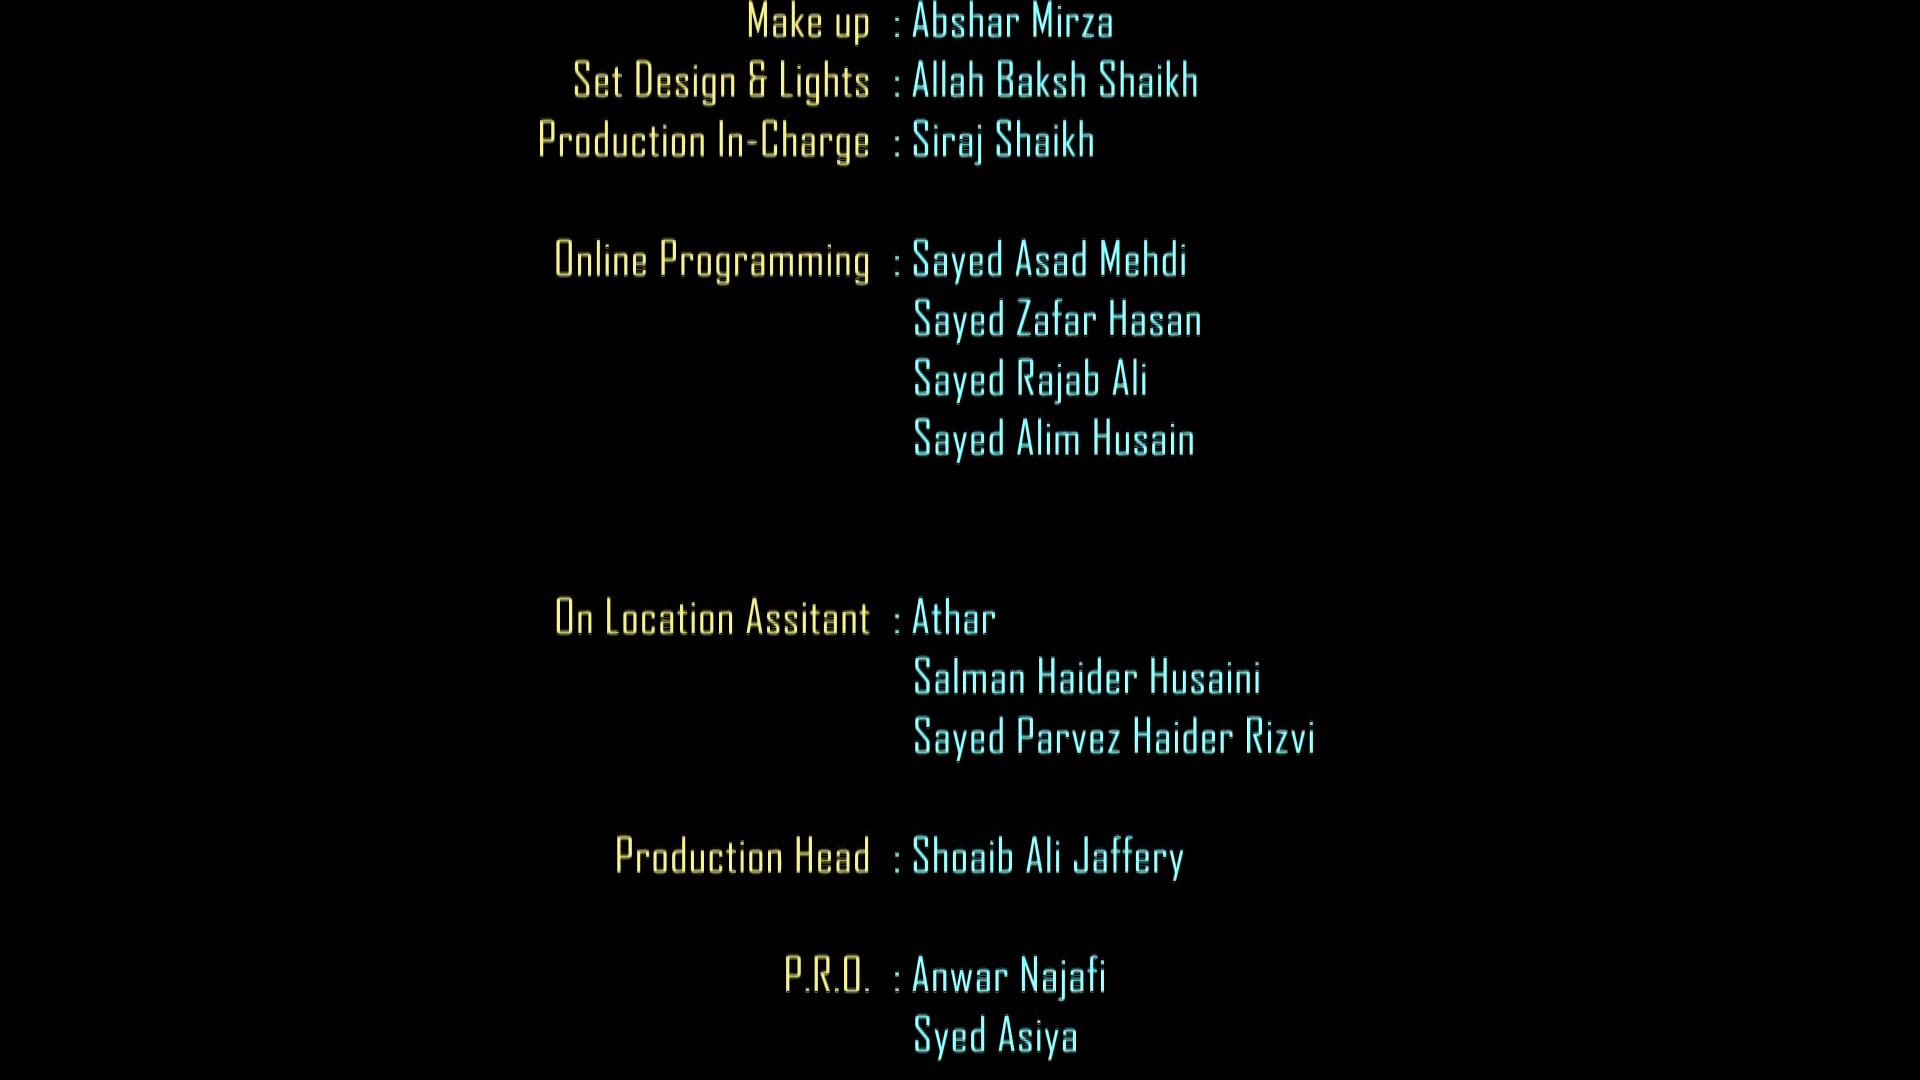 Make up : Abshar Mirza
Set Design & Lights : Allah Baksh Shaikh
Production In-Charge : Siraj Shaikh
Online Programming : Sayed Asad Mehdi
Sayed Zafar Hasan
Sayed Rajab Ali
Sayed Alim Husain
On Location Assitant : Athar
Salman Haider Husaini
Sayed Parvez Haider Rizvi
Production Head : Shoaib Ali Jaffery
P.R.O. : Anwar Najafi
Syed Asiya